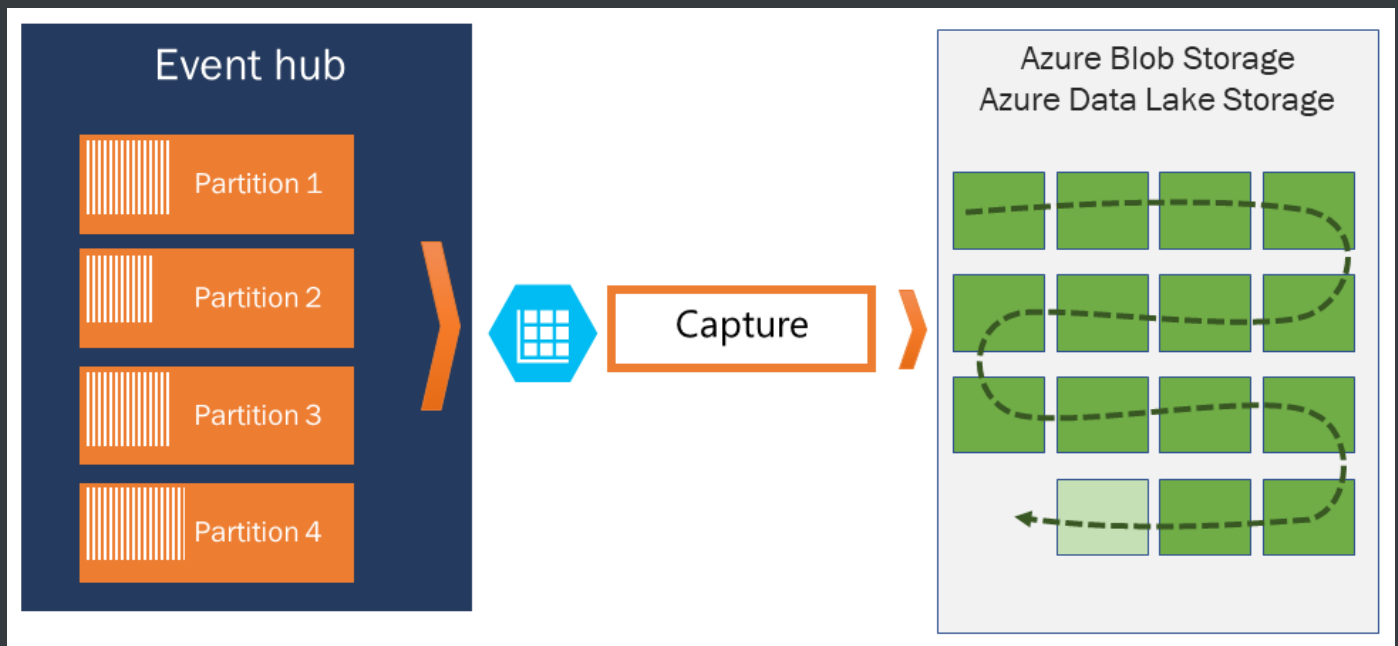 Event hub
Partition 1
Partition 2
Partition 3
Partition 4
Capture
Azure Blob Storage
Azure Data Lake Storage